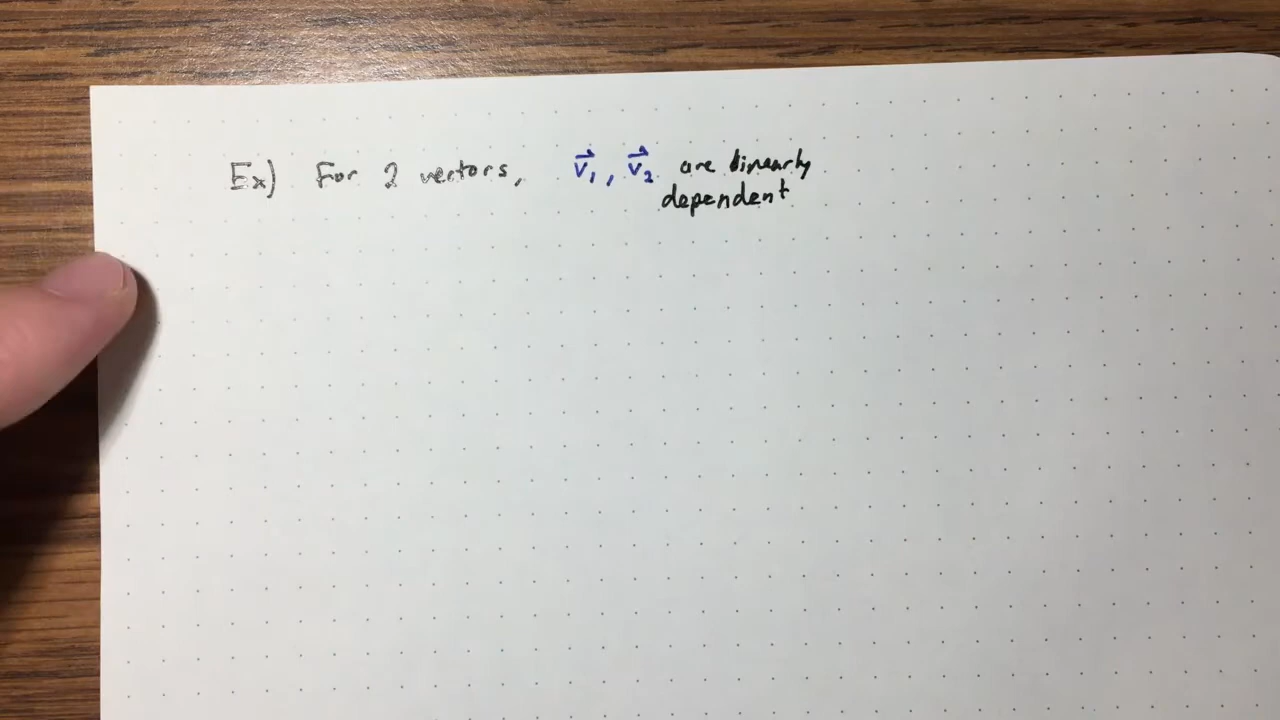 Ex) For 2 vectors, v⃗₁, v⃗₂ are linearly
dependent